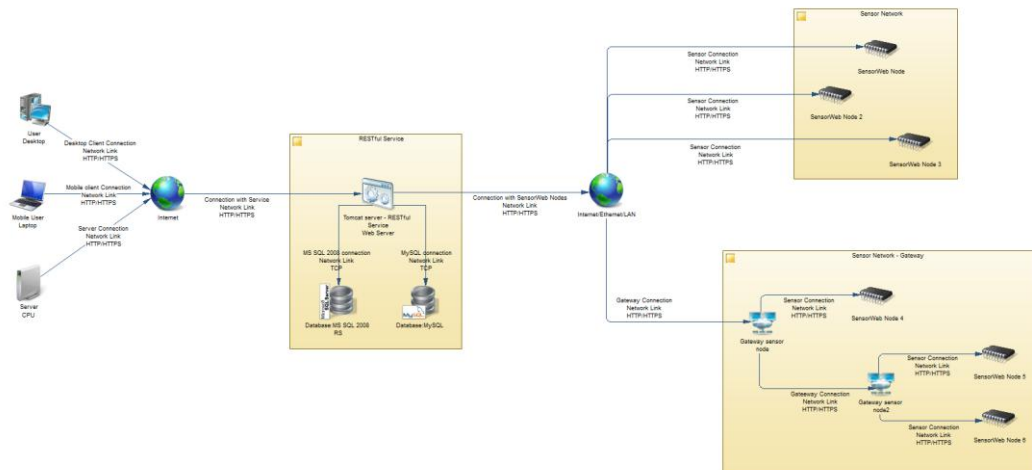 Sensor Network
Sensor Connection
Network Link
HTTP/HTTPS
SensorWeb Node
Sensor Connection
Network Link
HTTP/HTTPS
SensorWeb Node 2
Sensor Connection
Network Link
HTTP/HTTPS
SensorWeb Node 3
User
Desktop
Desktop Client Connection
Network Link
HTTP/HTTPS
Mobile User
Laptop
Mobile client Connection
Network Link
HTTP/HTTPS
Server Connection
Network Link
HTTP/HTTPS
Server
CPU
Internet
Connection with Service
Network Link
HTTP/HTTPS
RESTful Service
Tomcat server - RESTful
Service
Web Server
MS SQL 2008 connection
Network Link
TCP
MySQL connection
Network Link
TCP
SQL Server
Database:MS SQL 2008
RS
MySQL
Database:MySQL
Connection with SensorWeb Nodes
Network Link
HTTP/HTTPS
Internet/Ethernet/LAN
Sensor Network - Gateway
Gateway Connection
Network Link
HTTP/HTTPS
Gateway sensor
node
Sensor Connection
Network Link
HTTP/HTTPS
SensorWeb Node 4
Gateeway Connection
Network Link
HTTP/HTTPS
Gateway sensor
node2
Sensor Connection
Network Link
HTTP/HTTPS
SensorWeb Node 5
Sensor Connection
Network Link
HTTP/HTTPS
SensorWeb Node 6